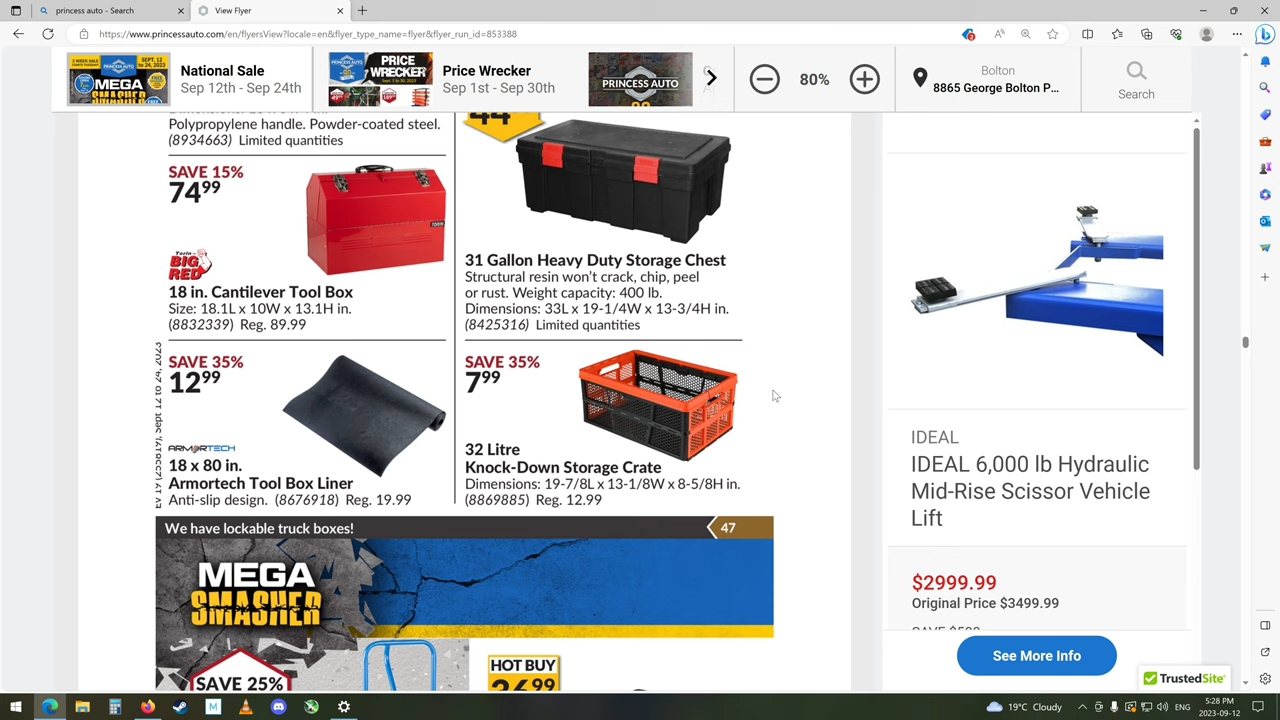 princess auto - Search
View Flyer
https://www.princessauto.com/en/flyersView?locale=en&flyer_type_name=flyer&flyer_run_id=853388
National Sale
Sep 12th - Sep 24th
Price Wrecker
Sep 1st - Sep 30th
PRINCESS AUTO
80%
Bolton
8865 George Bolton P...
Search
Polypropylene handle. Powder-coated steel.
(8934663) Limited quantities
SAVE 15%
74 99
Torin
BIG RED
18 in. Cantilever Tool Box
Size: 18.1L x 10W x 13.1H in.
(8832339) Reg. 89.99
44
31 Gallon Heavy Duty Storage Chest
Structural resin won't crack, chip, peel
or rust. Weight capacity: 400 lb.
Dimensions: 33L x 19-1/4W x 13-3/4H in.
(8425316) Limited quantities
SAVE 35%
12 99
ARMORTECH
18 x 80 in.
Armortech Tool Box Liner
Anti-slip design. (8676918) Reg. 19.99
SAVE 35%
7 99
32 Litre
Knock-Down Storage Crate
Dimensions: 19-7/8L x 13-1/8W x 8-5/8H in.
(8869885) Reg. 12.99
We have lockable truck boxes!
47
MEGA
SMASHER
SAVE 25%
HOT BUY
36 99
IDEAL
IDEAL 6,000 lb Hydraulic
Mid-Rise Scissor Vehicle
Lift
$2999.99
Original Price $3499.99
SAVE $500
See More Info
TrustedSite
19°C Cloudy
ENG
5:28 PM
2023-09-12